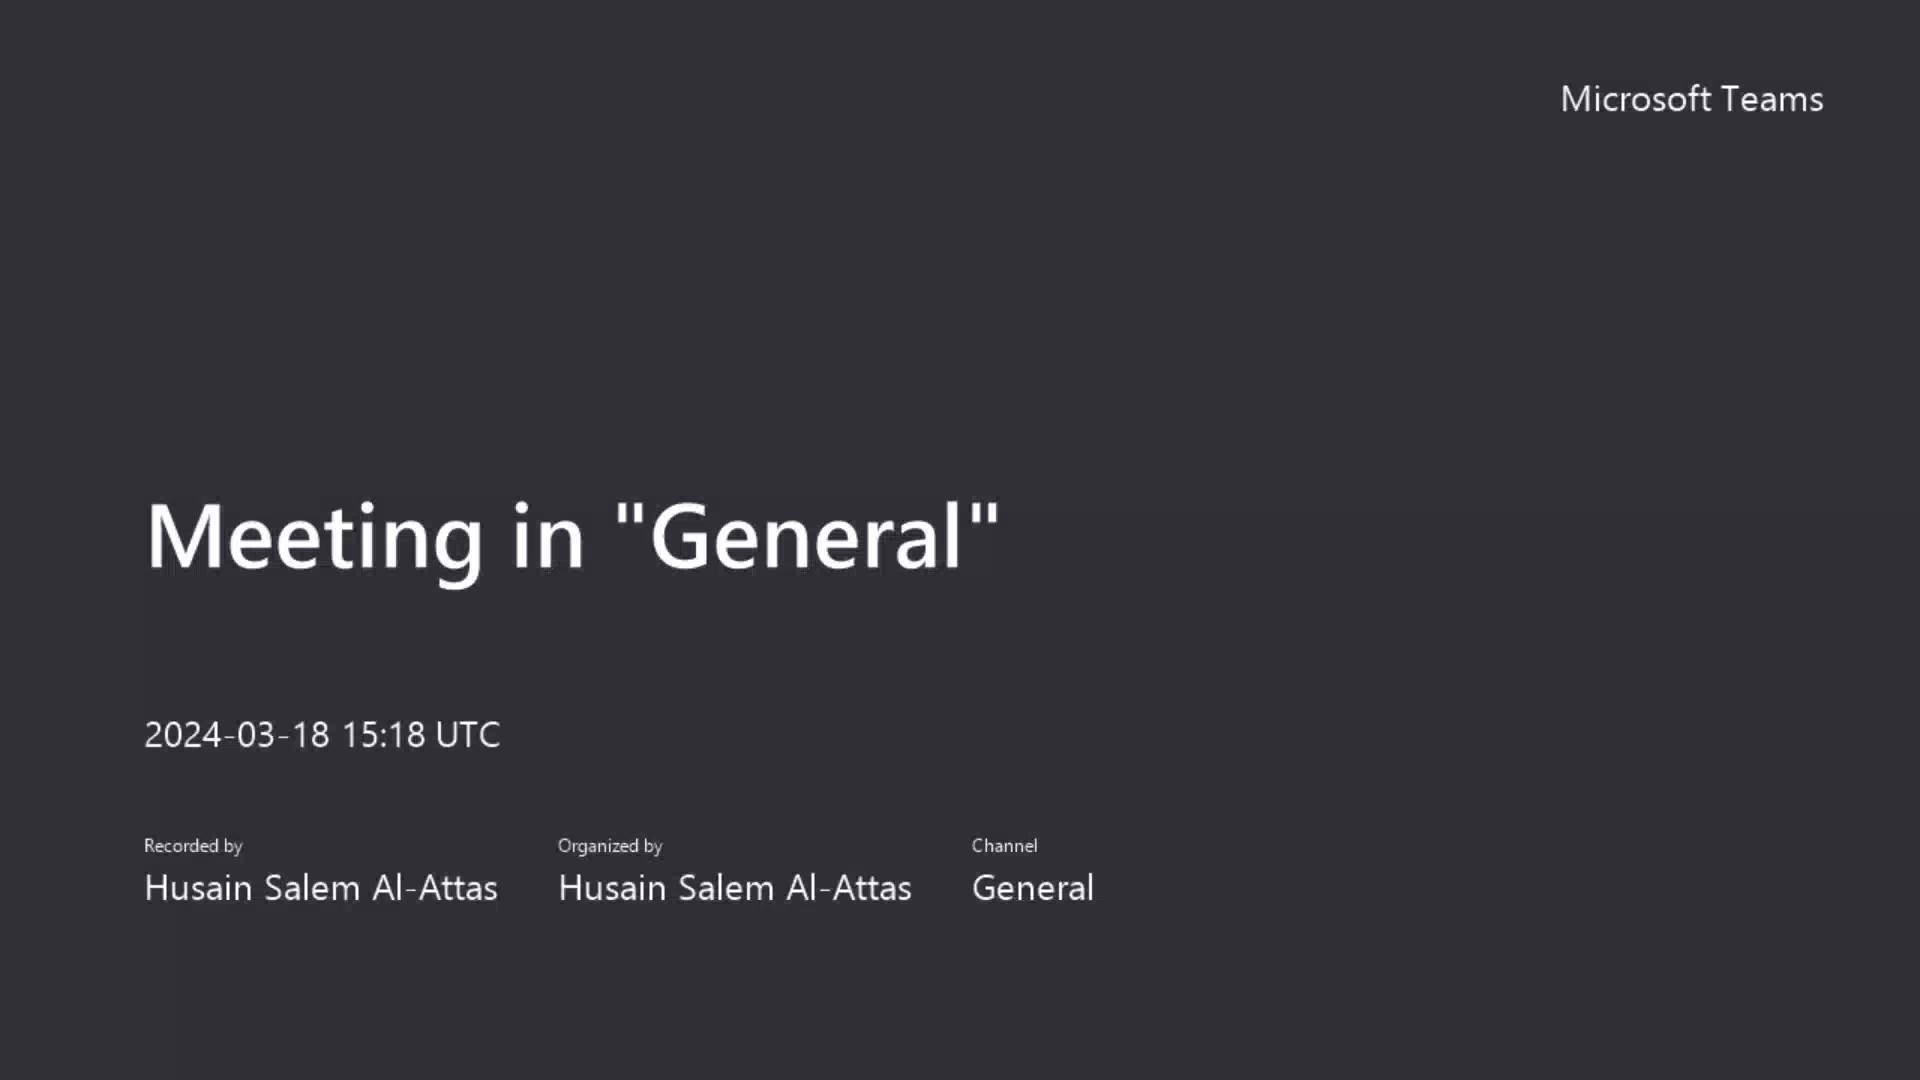 Microsoft Teams
Meeting in "General"
2024-03-18 15:18 UTC
Recorded by
Husain Salem Al-Attas
Organized by
Husain Salem Al-Attas
Channel
General